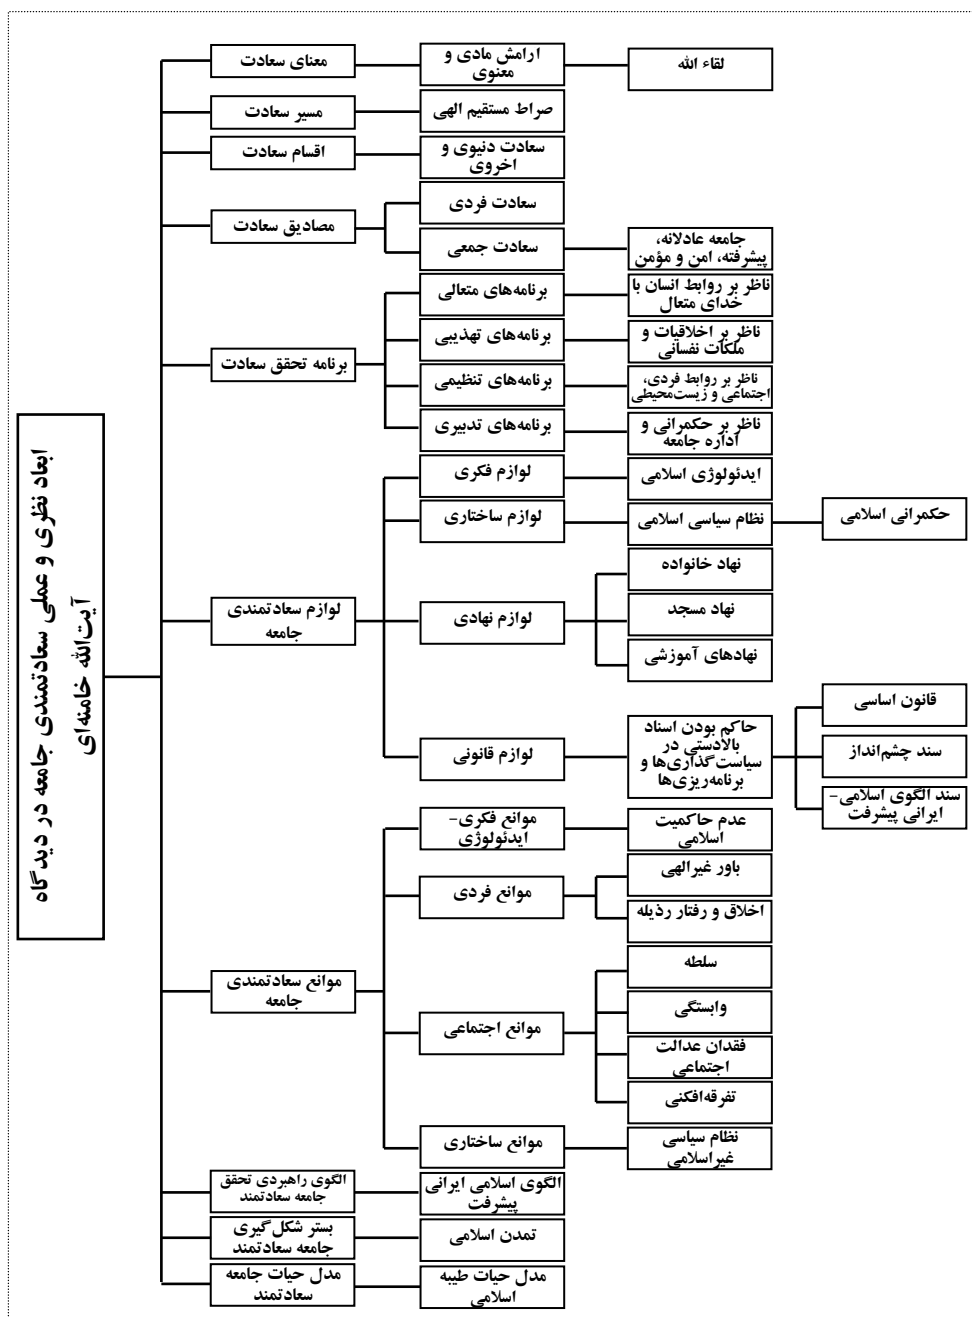 ابعاد نظری و عملی سعادتمندی جامعه در دیدگاه
آیت‌الله خامنه‌ای
معنای سعادت
ارامش مادی و
معنوی
لقاء الله
مسیر سعادت
صراط مستقیم الهی
اقسام سعادت
سعادت دنیوی و
اخروی
مصادیق سعادت
سعادت فردی
سعادت جمعی
جامعه عادلانه،
پیشرفته، امن و مؤمن
برنامه تحقق سعادت
برنامه‌های متعالی
ناظر بر روابط انسان با
خدای متعال
برنامه‌های تهذیبی
ناظر بر اخلاقیات و
ملکات نفسانی
برنامه‌های تنظیمی
ناظر بر روابط فردی،
اجتماعی و زیست‌محیطی
برنامه‌های تدبیری
ناظر بر حکمرانی و
اداره جامعه
لوازم سعادتمندی
جامعه
لوازم فکری
ایدئولوژی اسلامی
لوازم ساختاری
نظام سیاسی اسلامی
حکمرانی اسلامی
لوازم نهادی
نهاد خانواده
نهاد مسجد
نهادهای آموزشی
لوازم قانونی
حاکم بودن اسناد
بالادستی در
سیاست‌گذاری‌ها و
برنامه‌ریزی‌ها
قانون اساسی
سند چشم‌انداز
سند الگوی اسلامی-
ایرانی پیشرفت
موانع سعادتمندی
جامعه
موانع فکری-
ایدئولوژی
عدم حاکمیت
اسلامی
موانع فردی
باور غیرالهی
اخلاق و رفتار رذیله
موانع اجتماعی
سلطه
وابستگی
فقدان عدالت
اجتماعی
تفرقه‌افکنی
موانع ساختاری
نظام سیاسی
غیراسلامی
الگوی راهبردی تحقق
جامعه سعادتمند
الگوی اسلامی ایرانی
پیشرفت
بستر شکل‌گیری
جامعه سعادتمند
تمدن اسلامی
مدل حیات جامعه
سعادتمند
مدل حیات طیبه
اسلامی